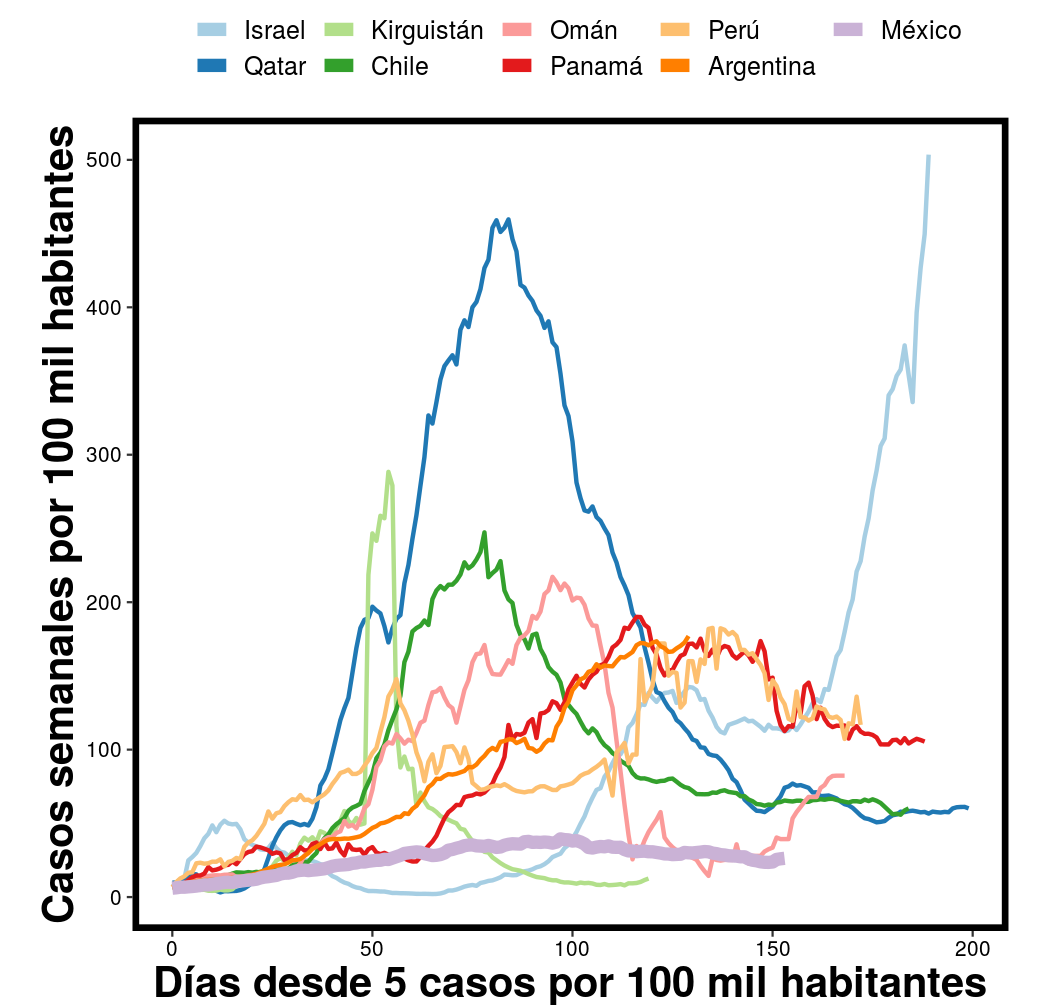 Israel Kirguistán Omán Perú México
Qatar Chile Panamá Argentina
Casos semanales por 100 mil habitantes
500
400
300
200
100
0
0 50 100 150 200
Días desde 5 casos por 100 mil habitantes